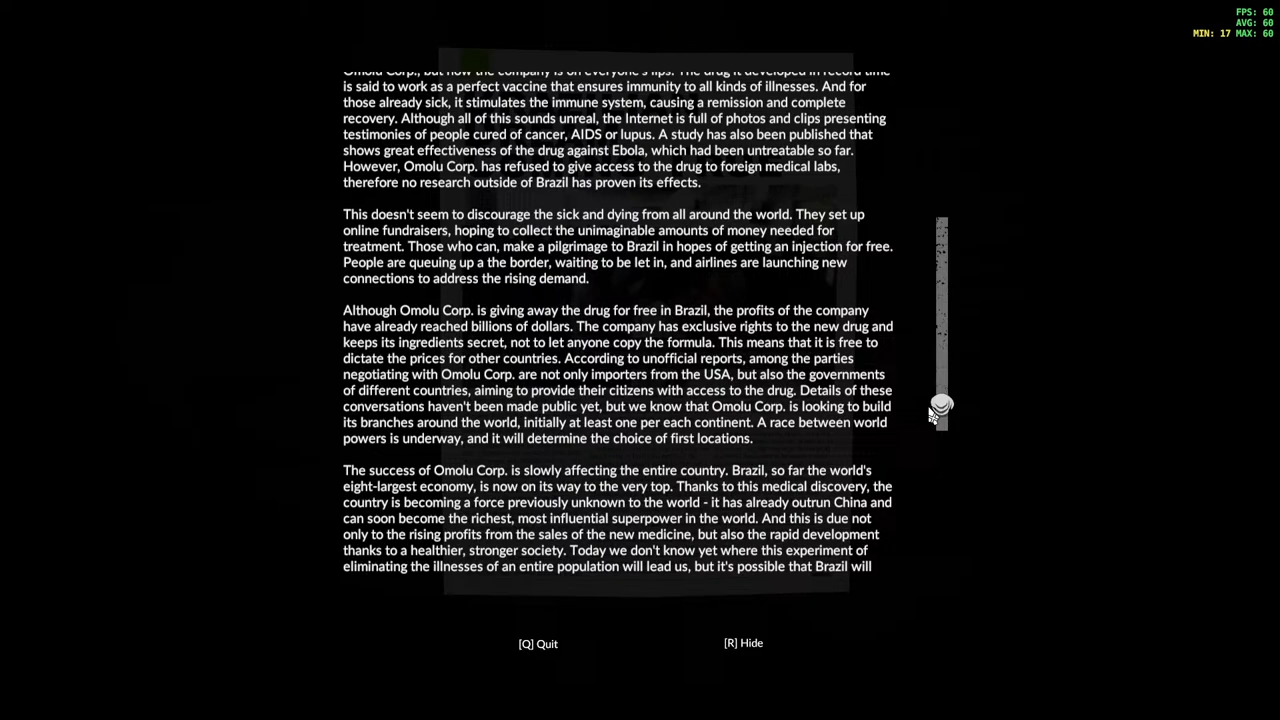 FPS: 60
AVG: 60
MIN: 17 MAX: 60
Omolu Corp., but now the company is on everyone's lips. The drug it developed in record time
is said to work as a perfect vaccine that ensures immunity to all kinds of illnesses. And for
those already sick, it stimulates the immune system, causing a remission and complete
recovery. Although all of this sounds unreal, the Internet is full of photos and clips presenting
testimonies of people cured of cancer, AIDS or lupus. A study has also been published that
shows great effectiveness of the drug against Ebola, which had been untreatable so far.
However, Omolu Corp. has refused to give access to the drug to foreign medical labs,
therefore no research outside of Brazil has proven its effects.
This doesn't seem to discourage the sick and dying from all around the world. They set up
online fundraisers, hoping to collect the unimaginable amounts of money needed for
treatment. Those who can, make a pilgrimage to Brazil in hopes of getting an injection for free.
People are queuing up a the border, waiting to be let in, and airlines are launching new
connections to address the rising demand.
Although Omolu Corp. is giving away the drug for free in Brazil, the profits of the company
have already reached billions of dollars. The company has exclusive rights to the new drug and
keeps its ingredients secret, not to let anyone copy the formula. This means that it is free to
dictate the prices for other countries. According to unofficial reports, among the parties
negotiating with Omolu Corp. are not only importers from the USA, but also the governments
of different countries, aiming to provide their citizens with access to the drug. Details of these
conversations haven't been made public yet, but we know that Omolu Corp. is looking to build
its branches around the world, initially at least one per each continent. A race between world
powers is underway, and it will determine the choice of first locations.
The success of Omolu Corp. is slowly affecting the entire country. Brazil, so far the world's
eight-largest economy, is now on its way to the very top. Thanks to this medical discovery, the
country is becoming a force previously unknown to the world - it has already outrun China and
can soon become the richest, most influential superpower in the world. And this is due not
only to the rising profits from the sales of the new medicine, but also the rapid development
thanks to a healthier, stronger society. Today we don't know yet where this experiment of
eliminating the illnesses of an entire population will lead us, but it's possible that Brazil will
[Q] Quit
[R] Hide